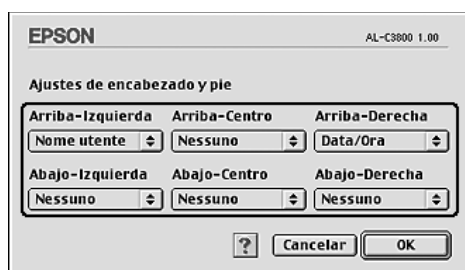 EPSON AL-C3800 1.00
Ajustes de encabezado y pie
Arriba-Izquierda Arriba-Centro Arriba-Derecha
Nome utente Nessuno Data/Ora
Abajo-Izquierda Abajo-Centro Abajo-Derecha
Nessuno Nessuno Nessuno
? Cancelar OK